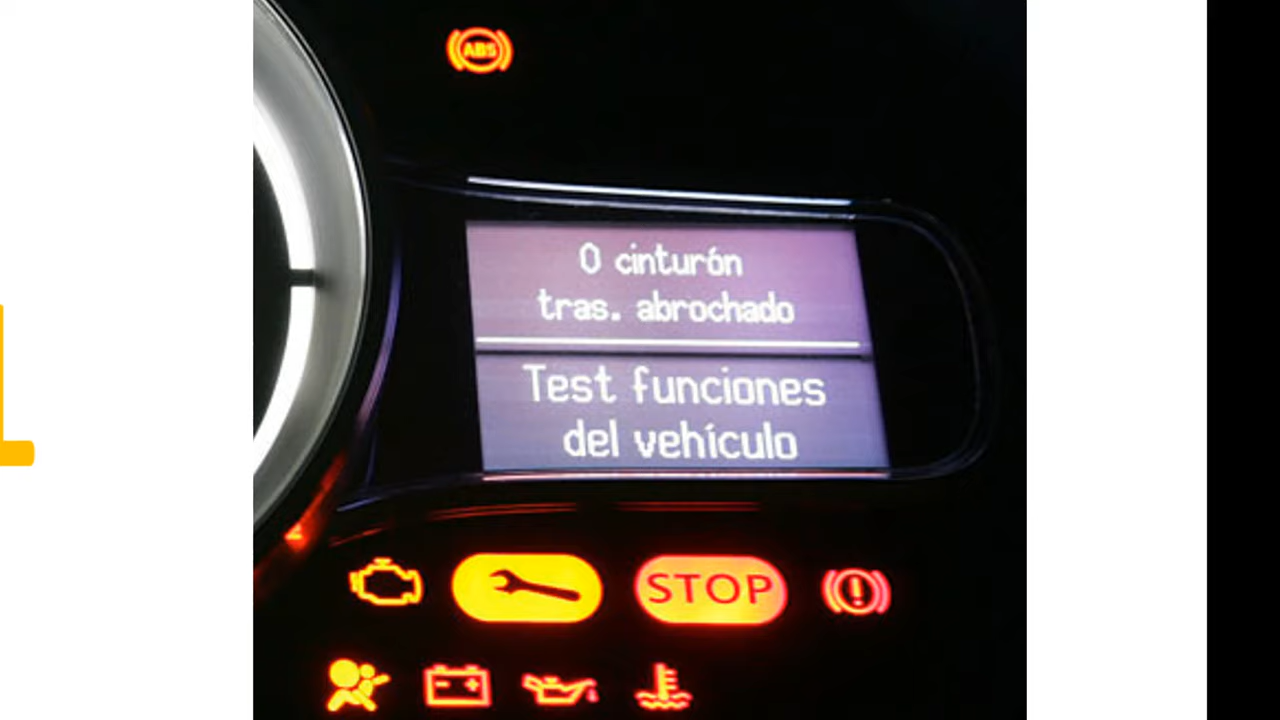 ABS
0 cinturón
tras. abrochado
Test funciones
del vehículo
STOP